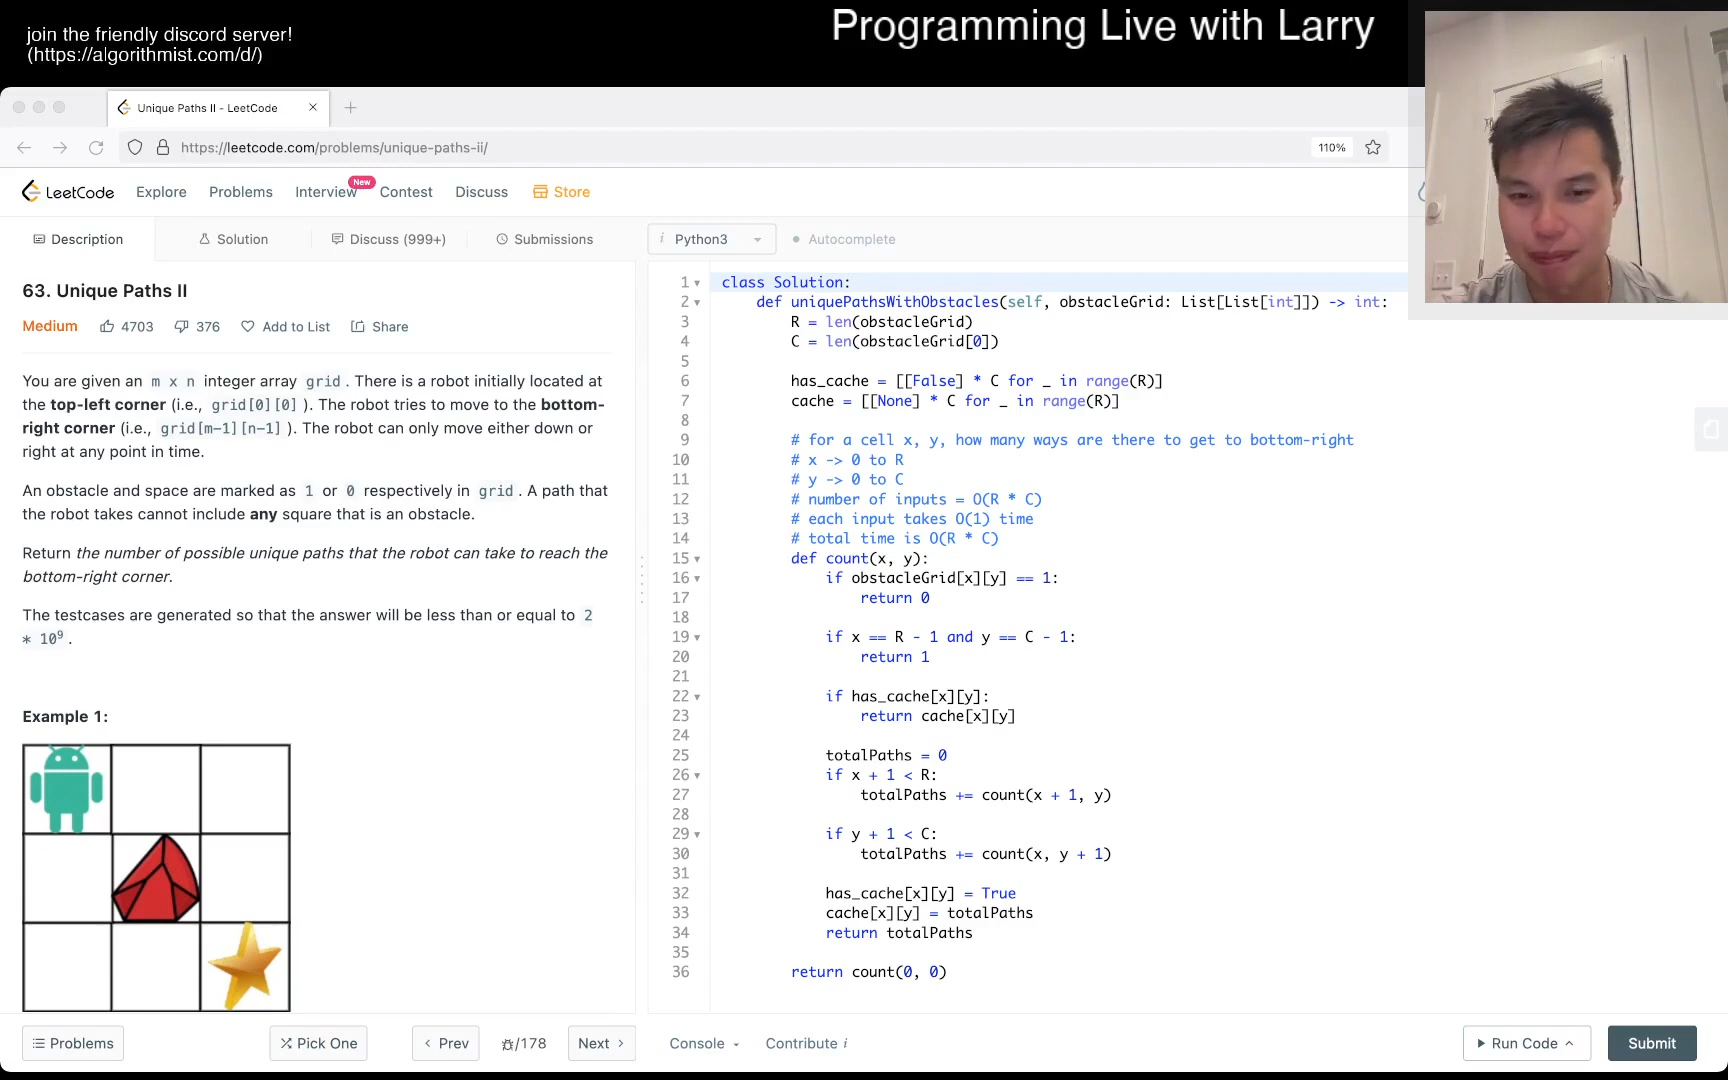 join the friendly discord server!
(https://algorithmist.com/d/)
Programming Live with Larry
Unique Paths II - LeetCode
https://leetcode.com/problems/unique-paths-ii/
110%
LeetCode
Explore
Problems
Interview
New
Contest
Discuss
Store
Description
Solution
Discuss (999+)
Submissions
i Python3
Autocomplete
63. Unique Paths II
Medium
4703
376
Add to List
Share
You are given an m x n integer array grid. There is a robot initially located at
the top-left corner (i.e., grid[0][0]). The robot tries to move to the bottom-
right corner (i.e., grid[m-1][n-1]). The robot can only move either down or
right at any point in time.
An obstacle and space are marked as 1 or 0 respectively in grid. A path that
the robot takes cannot include any square that is an obstacle.
Return the number of possible unique paths that the robot can take to reach the
bottom-right corner.
The testcases are generated so that the answer will be less than or equal to 2
* 10⁹.
Example 1:
1 class Solution:
2 def uniquePathsWithObstacles(self, obstacleGrid: List[List[int]]) -> int:
3 R = len(obstacleGrid)
4 C = len(obstacleGrid[0])
5
6 has_cache = [[False] * C for _ in range(R)]
7 cache = [[None] * C for _ in range(R)]
8
9 # for a cell x, y, how many ways are there to get to bottom-right
10 # x -> 0 to R
11 # y -> 0 to C
12 # number of inputs = O(R * C)
13 # each input takes O(1) time
14 # total time is O(R * C)
15 def count(x, y):
16 if obstacleGrid[x][y] == 1:
17 return 0
18
19 if x == R - 1 and y == C - 1:
20 return 1
21
22 if has_cache[x][y]:
23 return cache[x][y]
24
25 totalPaths = 0
26 if x + 1 < R:
27 totalPaths += count(x + 1, y)
28
29 if y + 1 < C:
30 totalPaths += count(x, y + 1)
31
32 has_cache[x][y] = True
33 cache[x][y] = totalPaths
34 return totalPaths
35
36 return count(0, 0)
Problems
Pick One
Prev
/178
Next
Console
Contribute i
Run Code
Submit